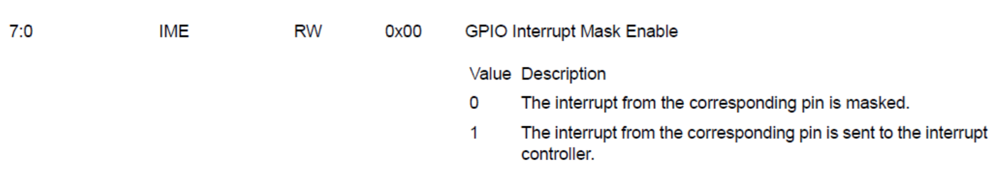 7:0 IME RW 0x00 GPIO Interrupt Mask Enable
Value Description
0 The interrupt from the corresponding pin is masked.
1 The interrupt from the corresponding pin is sent to the interrupt
controller.